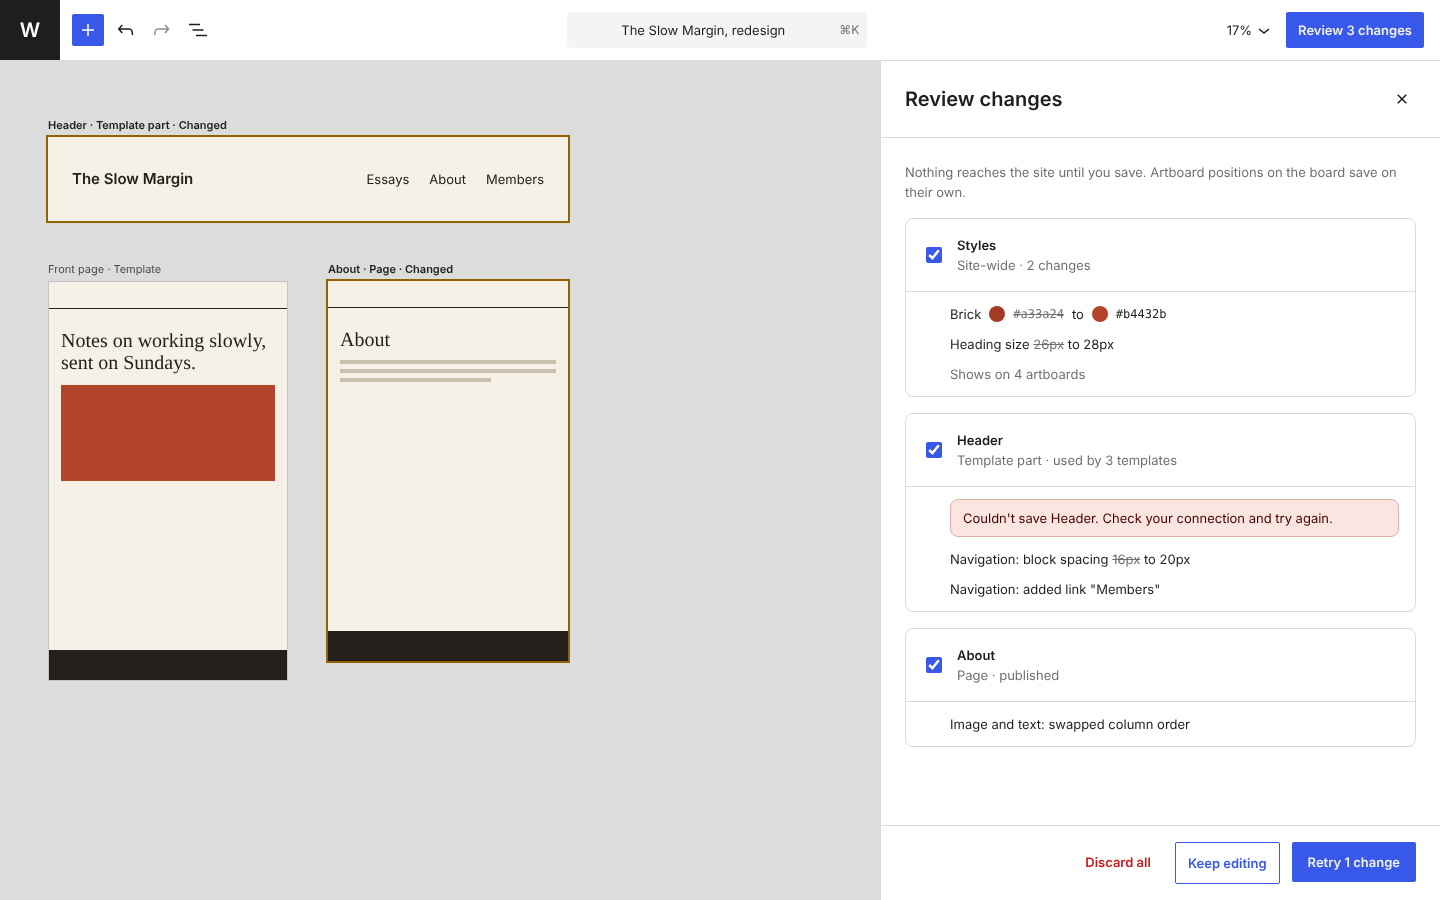 W
The Slow Margin, redesign
⌘K
17%
Review 3 changes
Header · Template part · Changed
The Slow Margin
Essays
About
Members
Front page · Template
Notes on working slowly,
sent on Sundays.
About · Page · Changed
About
Review changes
Nothing reaches the site until you save. Artboard positions on the board save on
their own.
Styles
Site-wide · 2 changes
Brick #a33a24 to #b4432b
Heading size 26px to 28px
Shows on 4 artboards
Header
Template part · used by 3 templates
Couldn't save Header. Check your connection and try again.
Navigation: block spacing 16px to 20px
Navigation: added link "Members"
About
Page · published
Image and text: swapped column order
Discard all
Keep editing
Retry 1 change